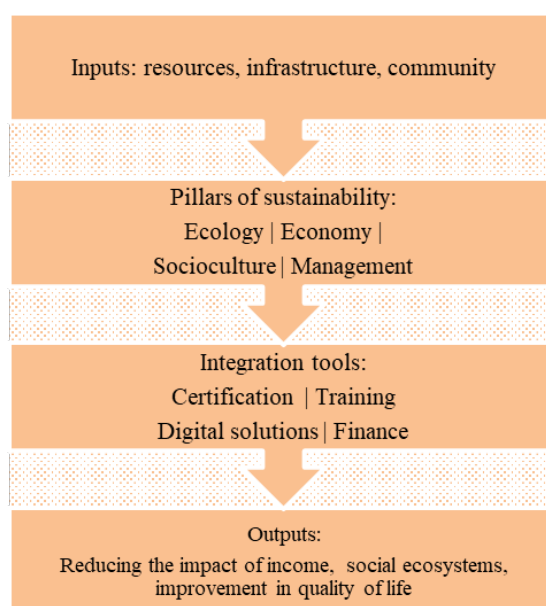 Inputs: resources, infrastructure, community
Pillars of sustainability:
Ecology | Economy |
Socioculture | Management
Integration tools:
Certification | Training
Digital solutions | Finance
Outputs:
Reducing the impact of income, social ecosystems,
improvement in quality of life